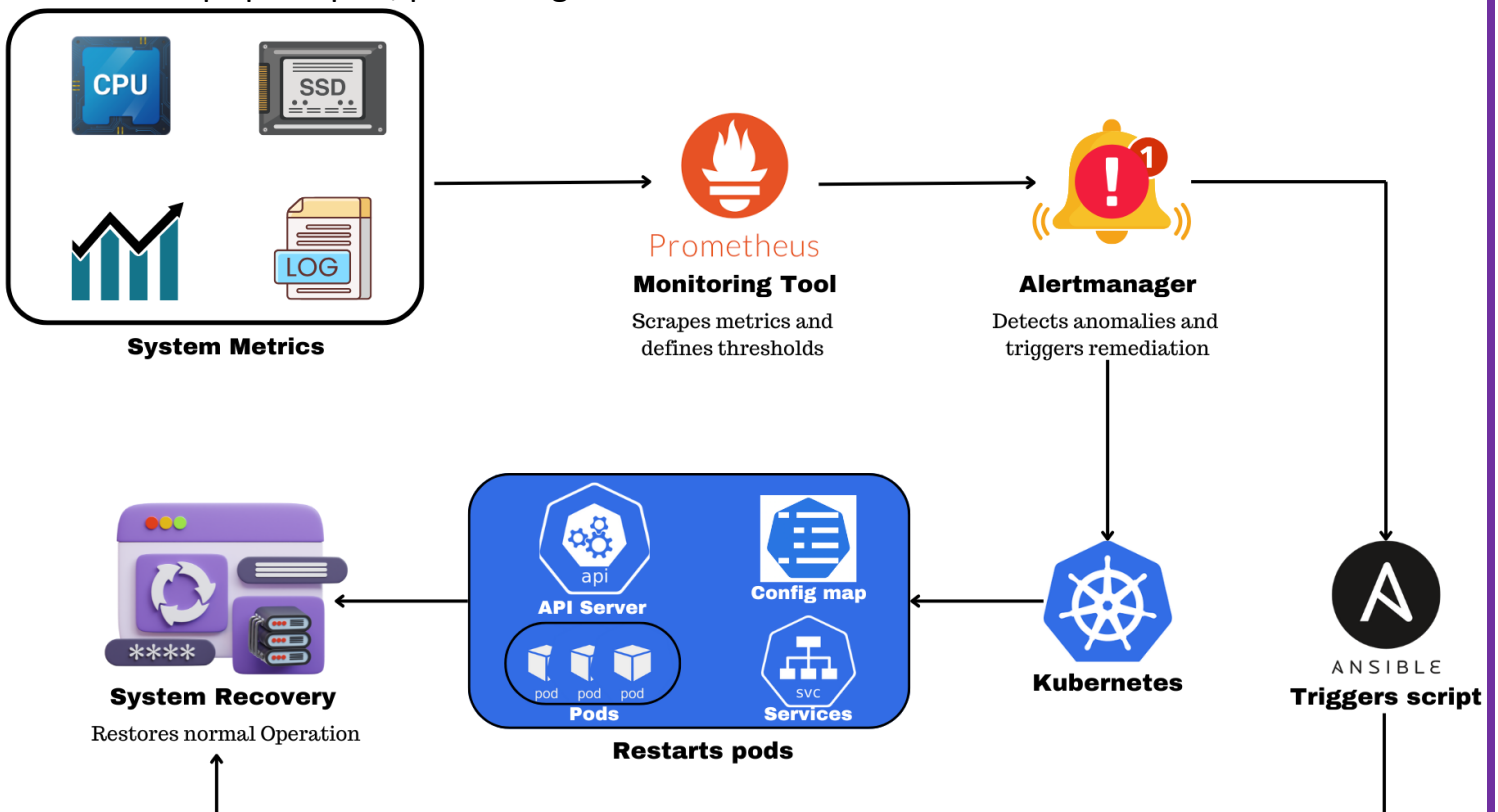 CPU
SSD
LOG
System Metrics
Prometheus
Monitoring Tool
Scrapes metrics and
defines thresholds
1
!
Alertmanager
Detects anomalies and
triggers remediation
api
API Server
Config map
pod pod pod
Pods
svc
Services
Restarts pods
Kubernetes
ANSIBLE
Triggers script
****
System Recovery
Restores normal Operation